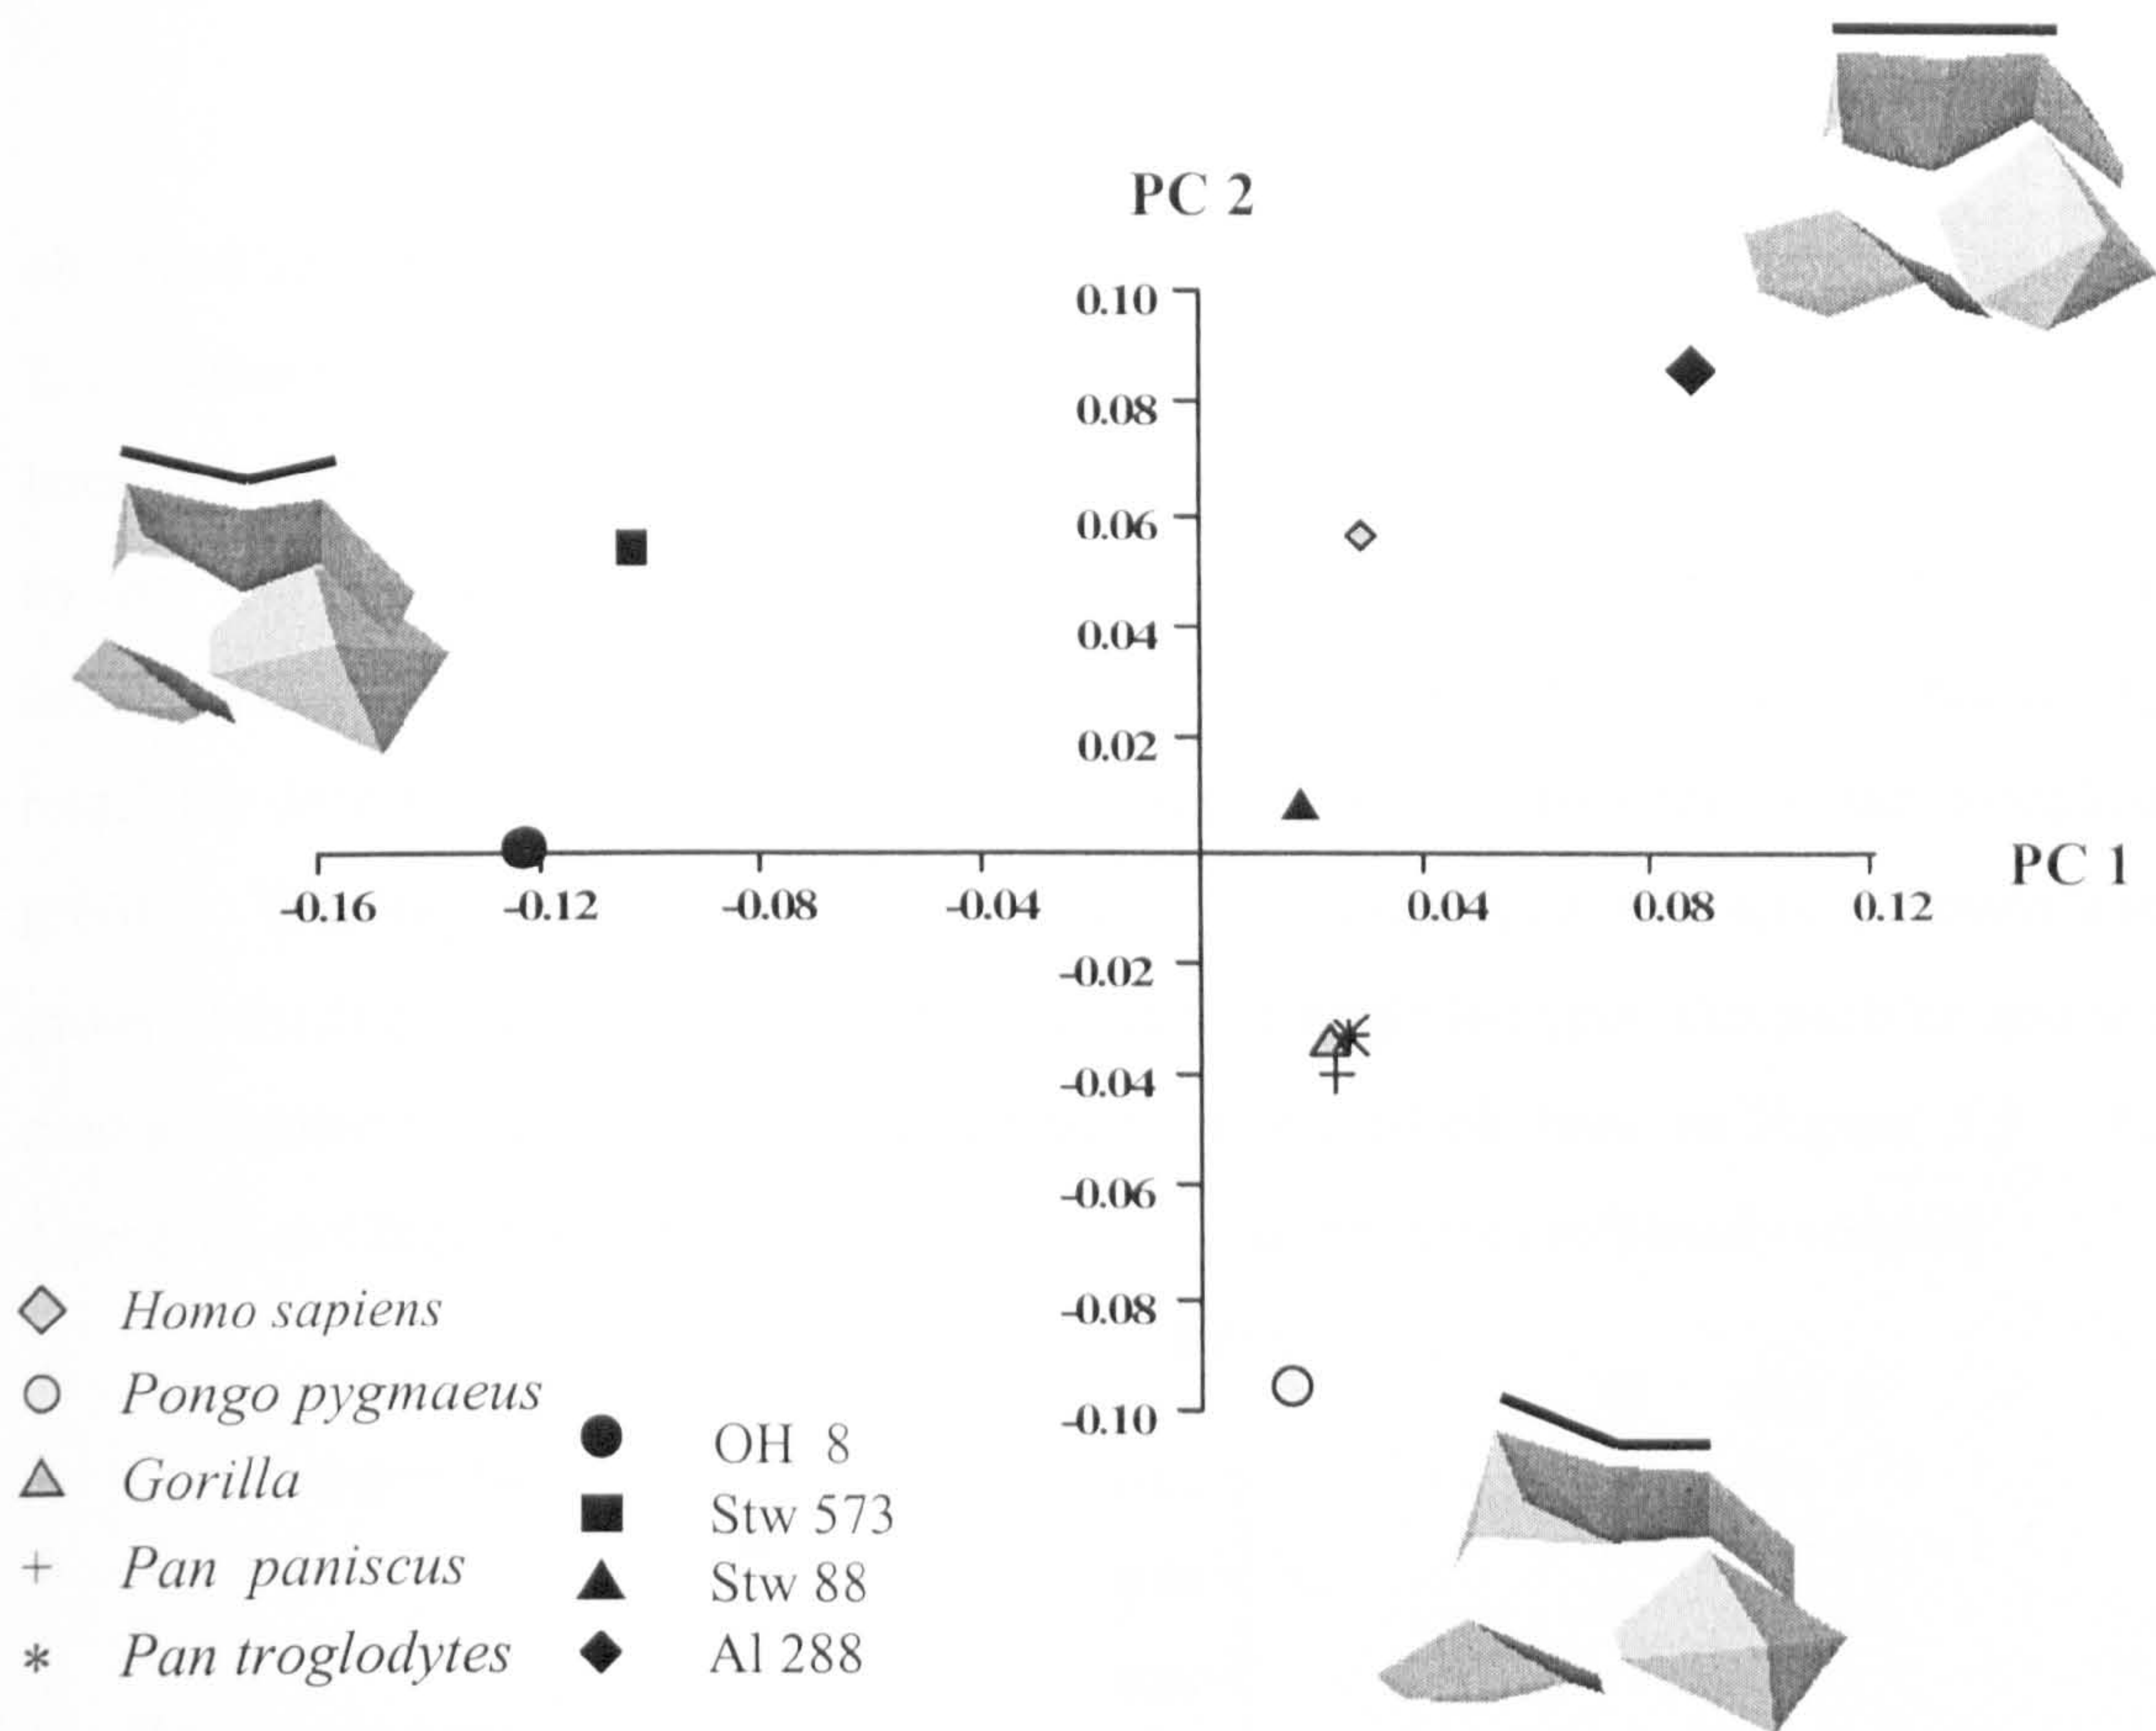 PC 2
0.10
0.08
0.06
0.04
0.02
PC 1
-0.16 -0.12 -0.08 -0.04 0.04 0.08 0.12
-0.02
-0.04
-0.06
-0.08
-0.10
Homo sapiens
Pongo pygmaeus
Gorilla
+ Pan paniscus
* Pan troglodytes
OH 8
Stw 573
Stw 88
Al 288